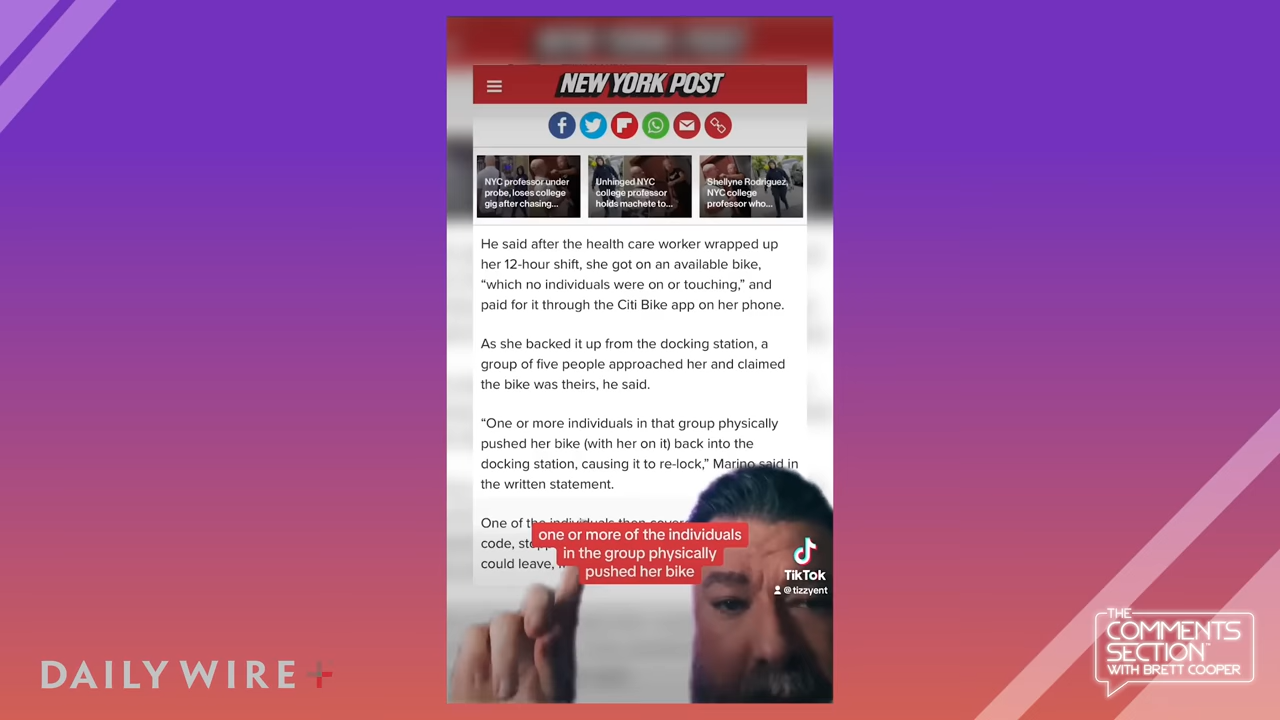 NEW YORK POST
NEW YORK POST
NYC professor under
probe, loses college
gig after chasing...
Unhinged NYC
college professor
holds machete to...
Shellyne Rodriguez,
NYC college
professor who...
He said after the health care worker wrapped up
her 12-hour shift, she got on an available bike,
“which no individuals were on or touching,” and
paid for it through the Citi Bike app on her phone.
As she backed it up from the docking station, a
group of five people approached her and claimed
the bike was theirs, he said.
“One or more individuals in that group physically
pushed her bike (with her on it) back into the
docking station, causing it to re-lock,” Marino said in
the written statement.
One of the individuals then
code,
could leave,
one or more of the individuals
in the group physically
pushed her bike
TikTok
@tizzyent
DAILY WIRE +
THE
COMMENTS
SECTION™
WITH BRETT COOPER